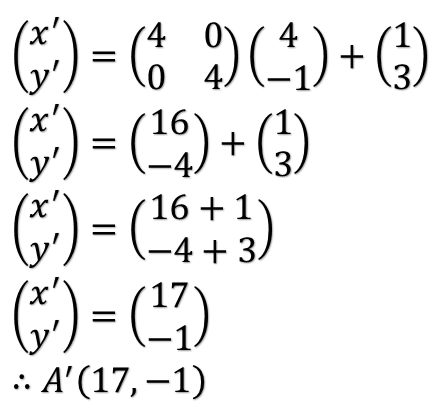 (x′ y′) = (4 0 0 4) (4 −1) + (1 3)
(x′ y′) = (16 −4) + (1 3)
(x′ y′) = (16 + 1 −4 + 3)
(x′ y′) = (17 −1)
∴ A′(17, −1)